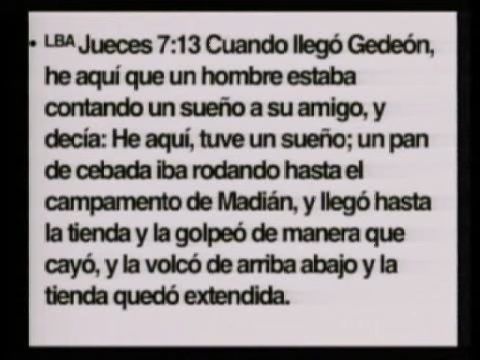 • LBA Jueces 7:13 Cuando llegó Gedeón,
he aquí que un hombre estaba
contando un sueño a su amigo, y
decía: He aquí, tuve un sueño; un pan
de cebada iba rodando hasta el
campamento de Madián, y llegó hasta
la tienda y la golpeó de manera que
cayó, y la volcó de arriba abajo y la
tienda quedó extendida.